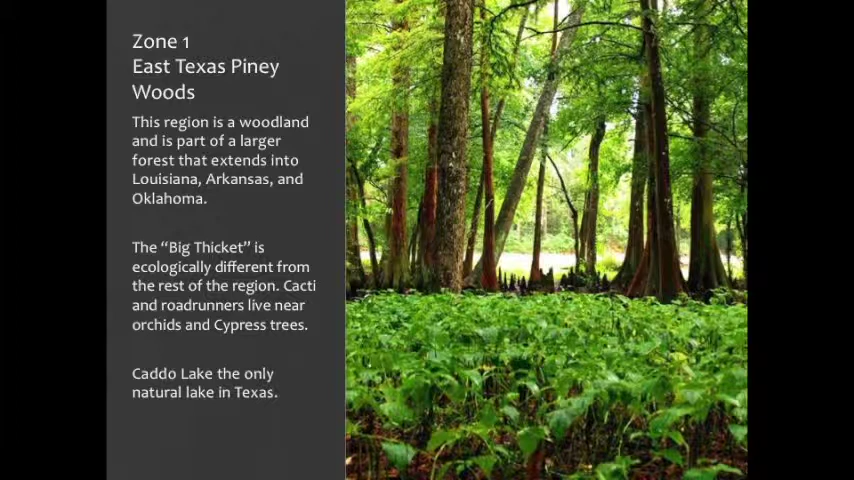 Zone 1
East Texas Piney
Woods
This region is a woodland
and is part of a larger
forest that extends into
Louisiana, Arkansas, and
Oklahoma.
The “Big Thicket” is
ecologically different from
the rest of the region. Cacti
and roadrunners live near
orchids and Cypress trees.
Caddo Lake the only
natural lake in Texas.